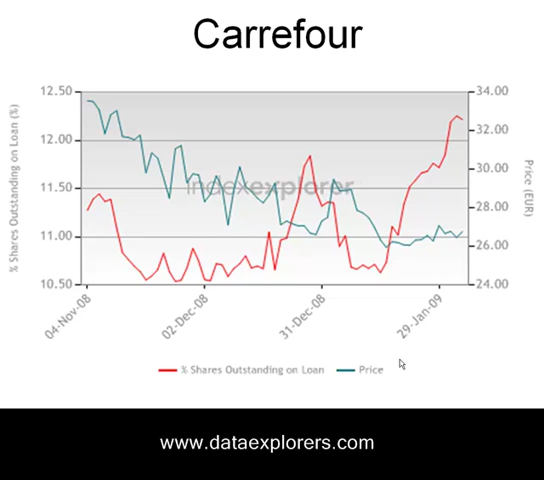 Carrefour
12.50
12.00
11.50
11.00
10.50
% Shares Outstanding on Loan (%)
34.00
32.00
30.00
28.00
26.00
24.00
Price (EUR)
indexexplorer
04-Nov-08
02-Dec-08
31-Dec-08
29-Jan-09
% Shares Outstanding on Loan
Price
www.dataexplorers.com